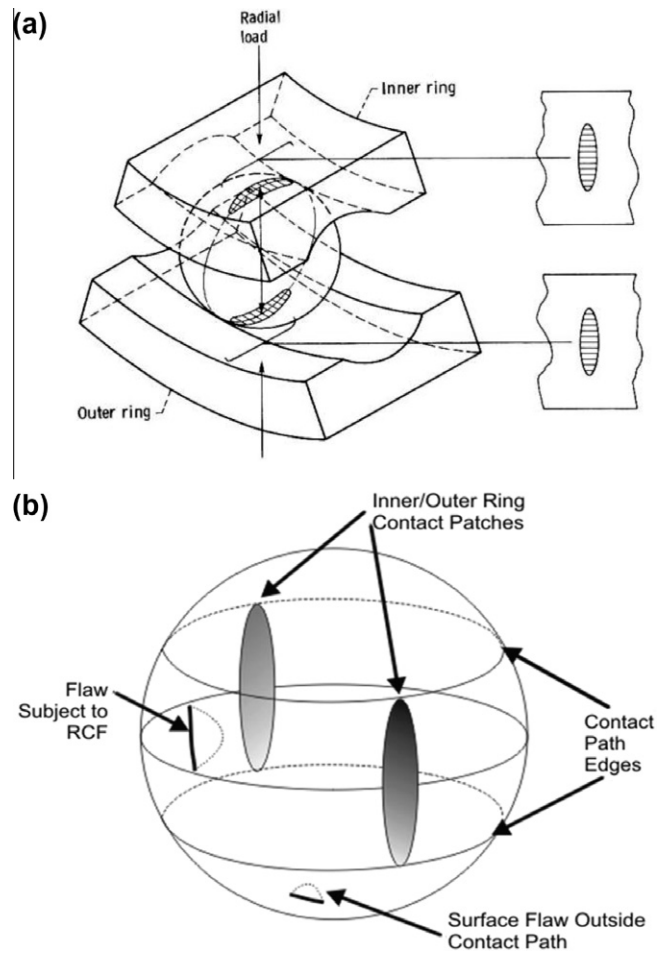 (a)
Radial
load
Inner ring
Outer ring
(b)
Inner/Outer Ring
Contact Patches
Flaw
Subject to
RCF
Contact
Path
Edges
Surface Flaw Outside
Contact Path